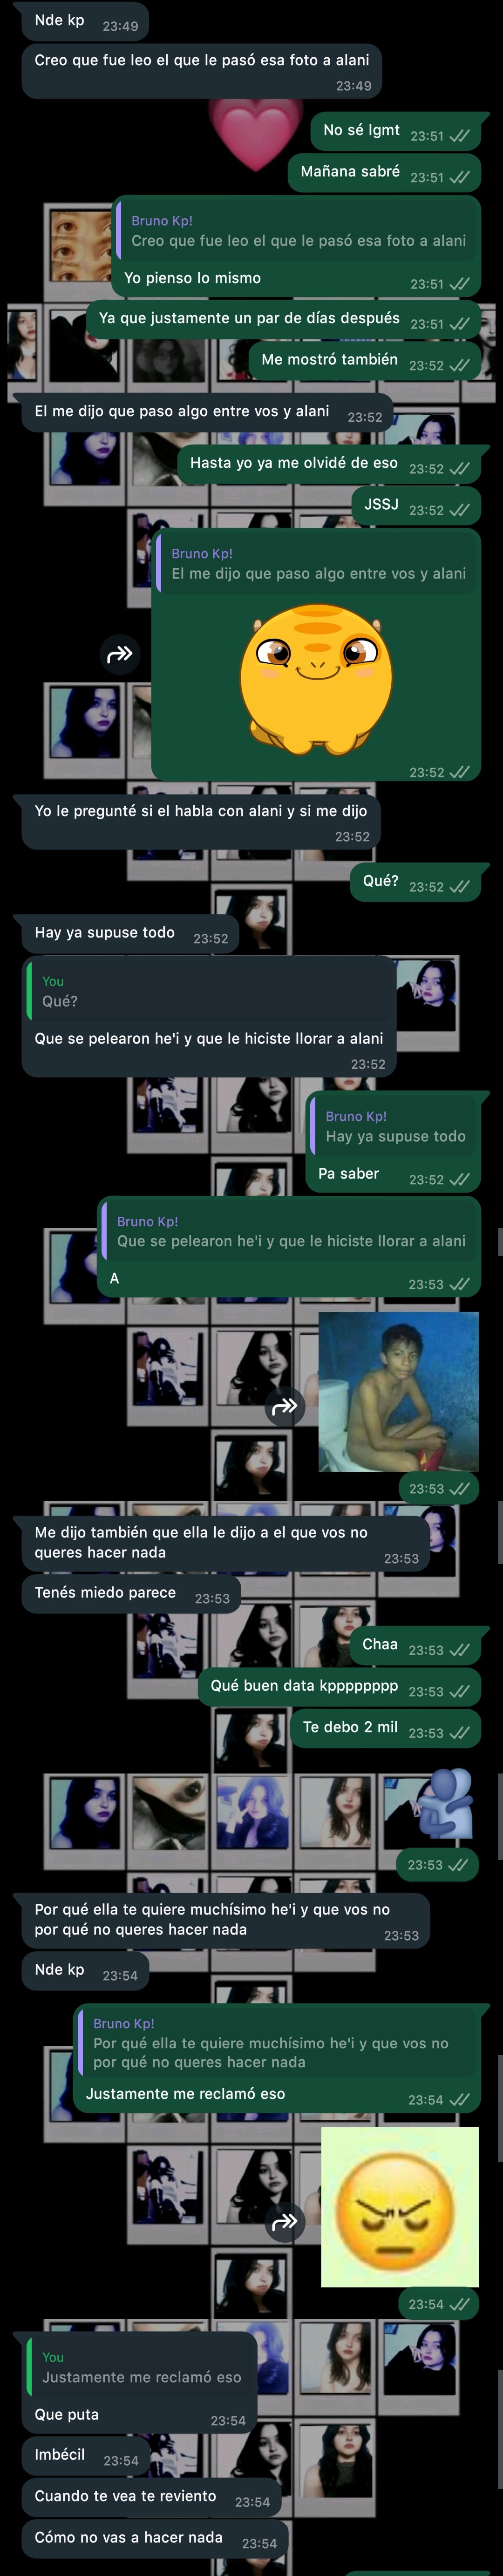 Nde kp 23:49
Creo que fue leo el que le pasó esa foto a alani
23:49
No sé lgmt 23:51
Mañana sabré 23:51
Bruno Kp!
Creo que fue leo el que le pasó esa foto a alani
Yo pienso lo mismo 23:51
Ya que justamente un par de días después 23:51
Me mostró también 23:52
El me dijo que paso algo entre vos y alani 23:52
Hasta yo ya me olvidé de eso 23:52
JSSJ 23:52
Bruno Kp!
El me dijo que paso algo entre vos y alani
23:52
Yo le pregunté si el habla con alani y si me dijo
23:52
Qué? 23:52
Hay ya supuse todo 23:52
You
Qué?
Que se pelearon he'i y que le hiciste llorar a alani
23:52
Bruno Kp!
Hay ya supuse todo
Pa saber 23:52
Bruno Kp!
Que se pelearon he'i y que le hiciste llorar a alani
A 23:53
23:53
Me dijo también que ella le dijo a el que vos no
queres hacer nada 23:53
Tenés miedo parece 23:53
Chaa 23:53
Qué buen data kpppppppp 23:53
Te debo 2 mil 23:53
23:53
Por qué ella te quiere muchísimo he'i y que vos no
por qué no queres hacer nada 23:53
Nde kp 23:54
Bruno Kp!
Por qué ella te quiere muchísimo he'i y que vos no
por qué no queres hacer nada
Justamente me reclamó eso 23:54
23:54
You
Justamente me reclamó eso
Que puta 23:54
Imbécil 23:54
Cuando te vea te reviento 23:54
Cómo no vas a hacer nada 23:54